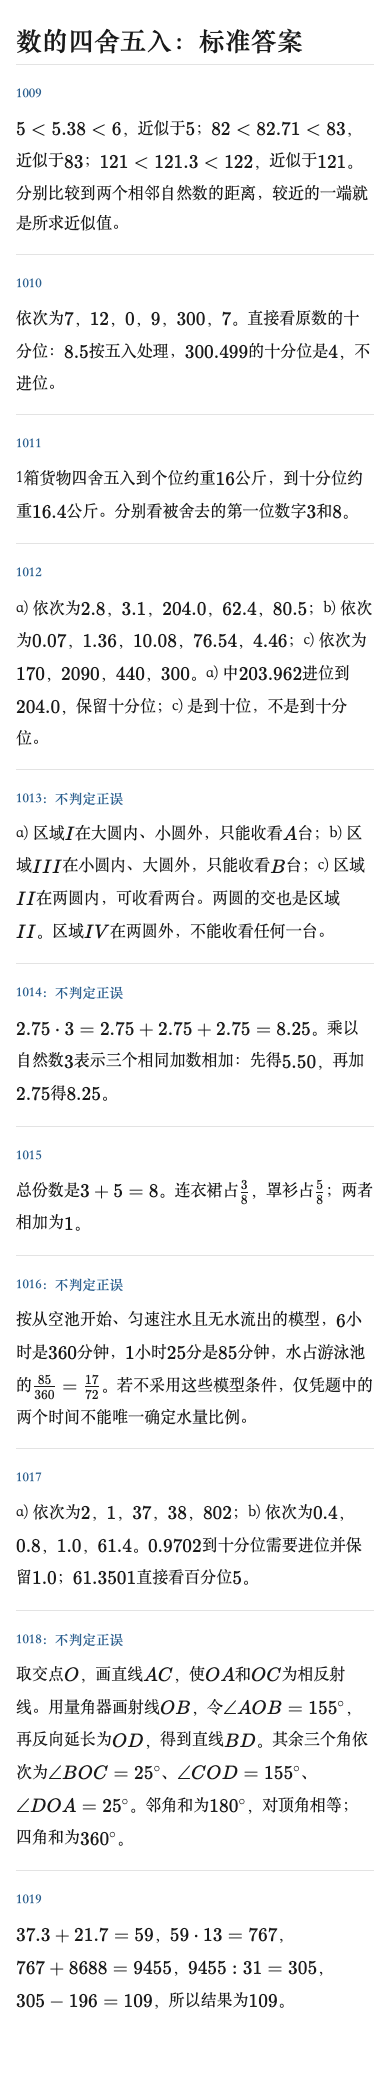 数的四舍五入：标准答案
1009
5 < 5.38 < 6，近似于5；82 < 82.71 < 83，
近似于83；121 < 121.3 < 122，近似于121。
分别比较到两个相邻自然数的距离，较近的一端就
是所求近似值。
1010
依次为7，12，0，9，300，7。直接看原数的十
分位：8.5按五入处理，300.499的十分位是4，不
进位。
1011
1箱货物四舍五入到个位约重16公斤，到十分位约
重16.4公斤。分别看被舍去的第一位数字3和8。
1012
a) 依次为2.8，3.1，204.0，62.4，80.5；b) 依次
为0.07，1.36，10.08，76.54，4.46；c) 依次为
170，2090，440，300。a) 中203.962进位到
204.0，保留十分位；c) 是到十位，不是到十分
位。
1013：不判定正误
a) 区域I在大圆内、小圆外，只能收看A台；b) 区
域III在小圆内、大圆外，只能收看B台；c) 区域
II在两圆内，可收看两台。两圆的交也是区域
II。区域IV在两圆外，不能收看任何一台。
1014：不判定正误
2.75 · 3 = 2.75 + 2.75 + 2.75 = 8.25。乘以
自然数3表示三个相同加数相加：先得5.50，再加
2.75得8.25。
1015
总份数是3 + 5 = 8。连衣裙占3/8，罩衫占5/8；两者
相加为1。
1016：不判定正误
按从空池开始、匀速注水且无水流出的模型，6小
时是360分钟，1小时25分是85分钟，水占游泳池
的85/360 = 17/72。若不采用这些模型条件，仅凭题中的
两个时间不能唯一确定水量比例。
1017
a) 依次为2，1，37，38，802；b) 依次为0.4，
0.8，1.0，61.4。0.9702到十分位需要进位并保
留1.0；61.3501直接看百分位5。
1018：不判定正误
取交点O，画直线AC，使OA和OC为相反射
线。用量角器画射线OB，令∠AOB = 155°，
再反向延长为OD，得到直线BD。其余三个角依
次为∠BOC = 25°、∠COD = 155°、
∠DOA = 25°。邻角和为180°，对顶角相等；
四角和为360°。
1019
37.3 + 21.7 = 59，59 · 13 = 767，
767 + 8688 = 9455，9455 : 31 = 305，
305 − 196 = 109，所以结果为109。